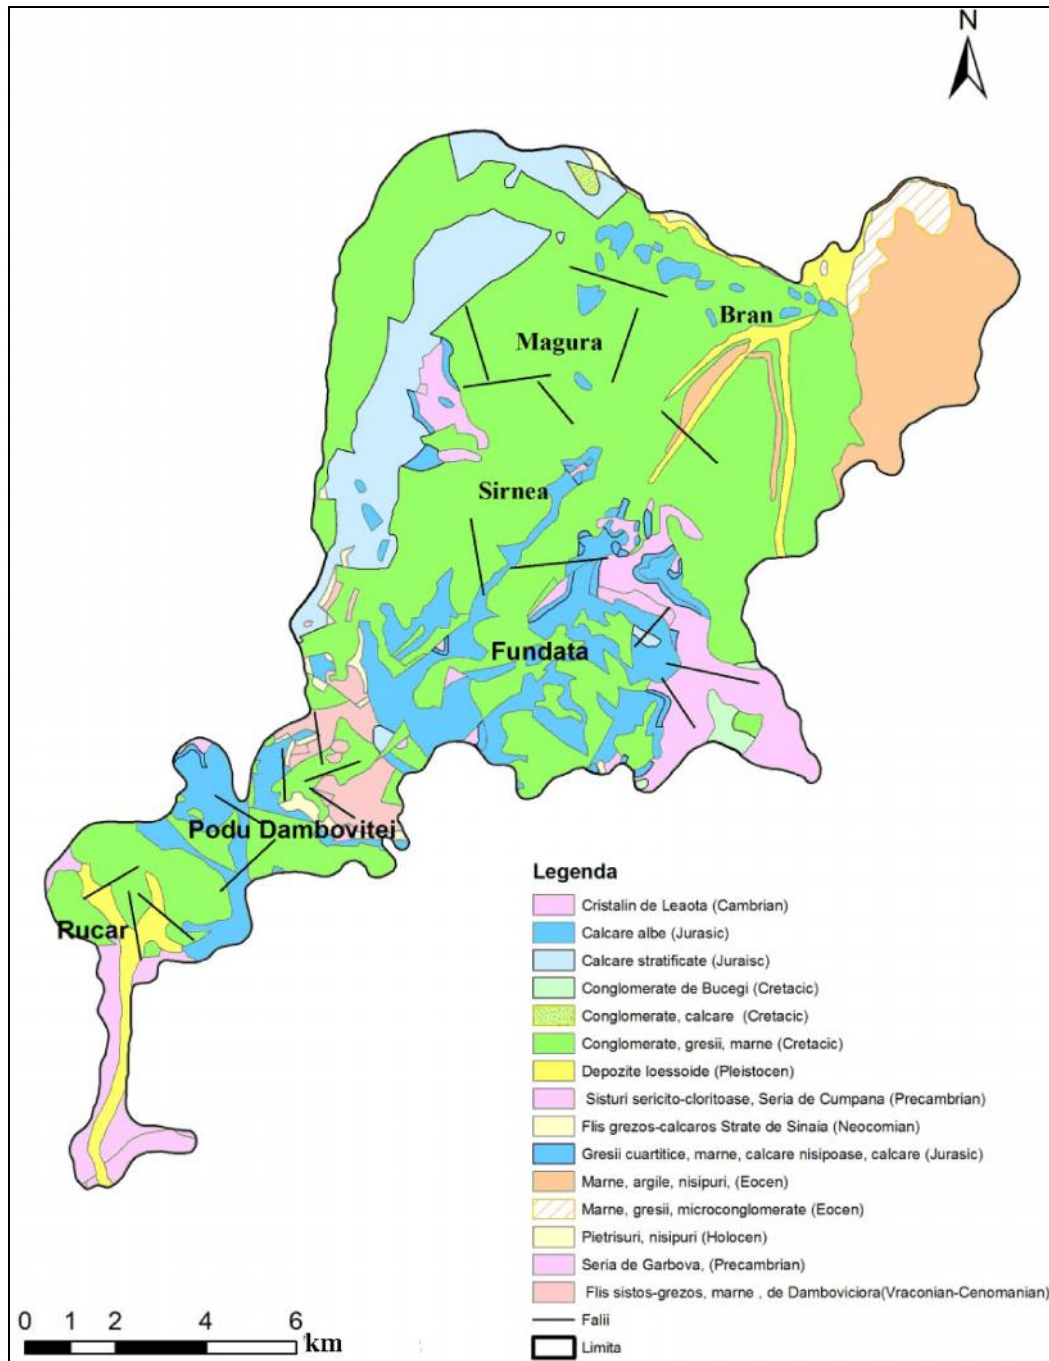 N
Bran
Magura
Sirnea
Fundata
Podu Dambovitei
Rucar
Legenda
Cristalin de Leaota (Cambrian)
Calcare albe (Jurasic)
Calcare stratificate (Juraisc)
Conglomerate de Bucegi (Cretacic)
Conglomerate, calcare (Cretacic)
Conglomerate, gresii, marne (Cretacic)
Depozite loessoide (Pleistocen)
Sisturi sericito-cloritoase, Seria de Cumpana (Precambrian)
Flis grezos-calcaros Strate de Sinaia (Neocomian)
Gresii cuartitice, marne, calcare nisipoase, calcare (Jurasic)
Marne, argile, nisipuri, (Eocen)
Marne, gresii, microconglomerate (Eocen)
Pietrisuri, nisipuri (Holocen)
Seria de Garbova, (Precambrian)
Flis sistos-grezos, marne , de Damboviciora(Vraconian-Cenomanian)
Falii
Limita
0 1 2 4 6
km